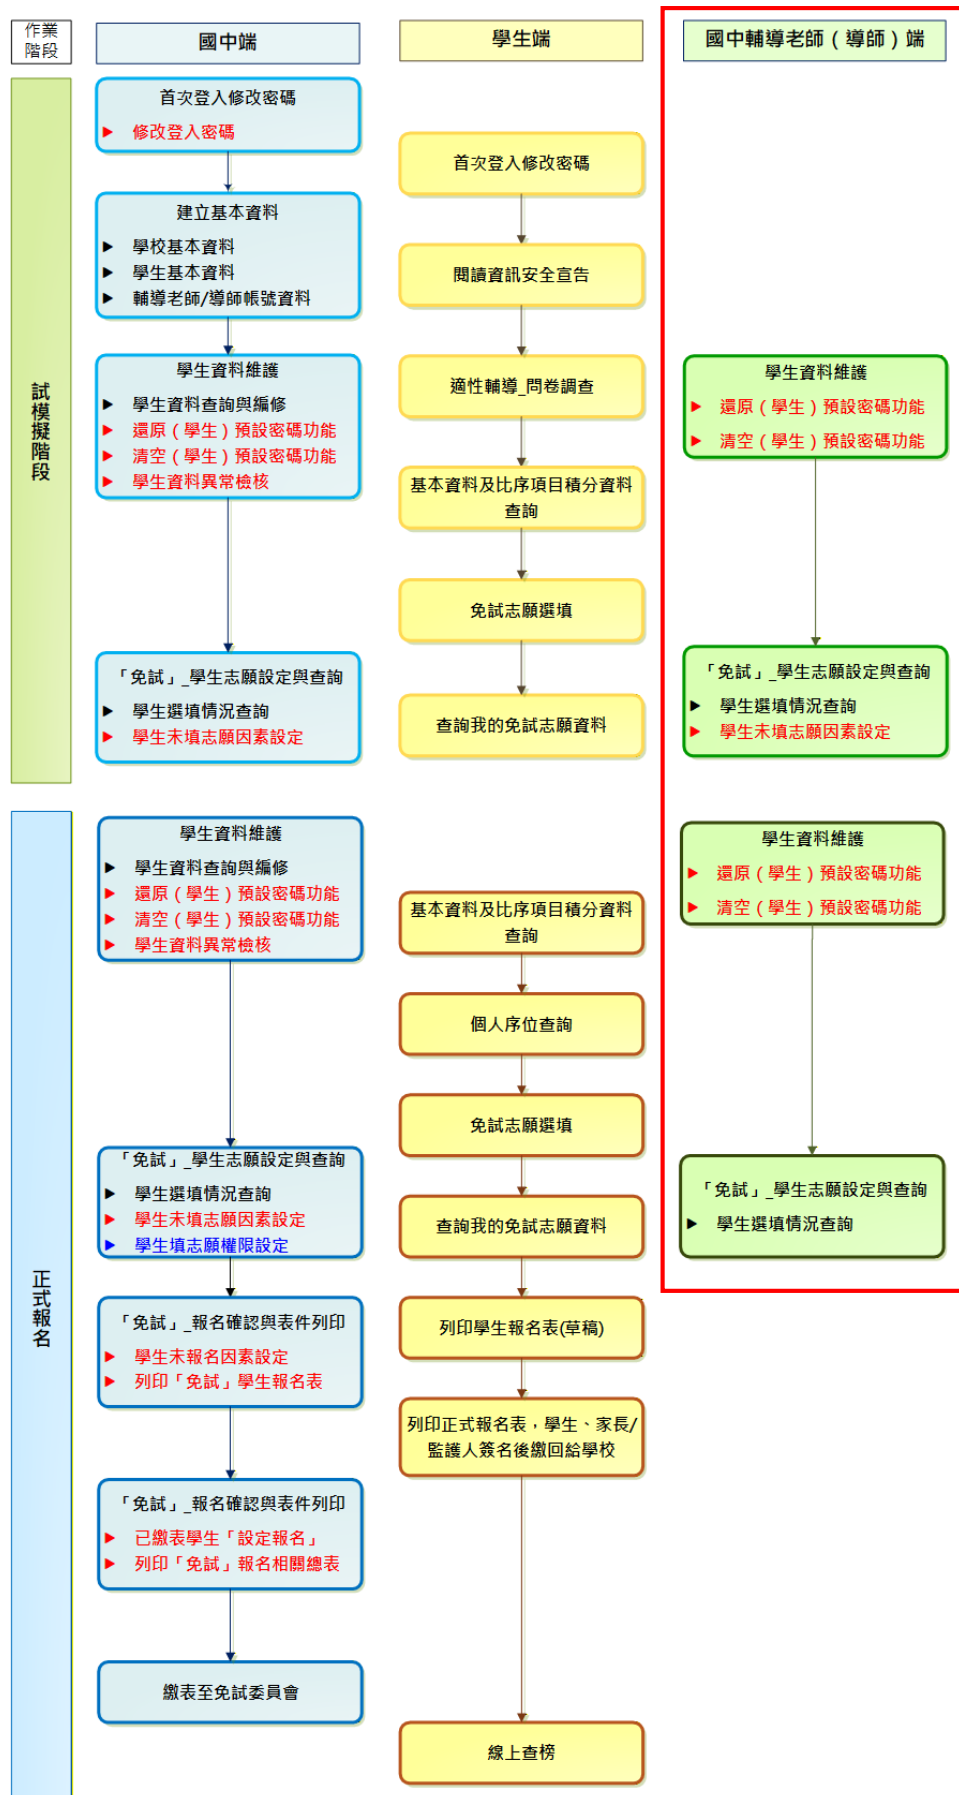 作業
階段
國中端
學生端
國中輔導老師（導師）端
試模擬階段
首次登入修改密碼
▶ 修改登入密碼
建立基本資料
▶ 學校基本資料
▶ 學生基本資料
▶ 輔導老師/導師帳號資料
學生資料維護
▶ 學生資料查詢與編修
▶ 還原（學生）預設密碼功能
▶ 清空（學生）預設密碼功能
▶ 學生資料異常檢核
「免試」_學生志願設定與查詢
▶ 學生選填情況查詢
▶ 學生未填志願因素設定
首次登入修改密碼
閱讀資訊安全宣告
適性輔導_問卷調查
基本資料及比序項目積分資料
查詢
免試志願選填
查詢我的免試志願資料
學生資料維護
▶ 還原（學生）預設密碼功能
▶ 清空（學生）預設密碼功能
「免試」_學生志願設定與查詢
▶ 學生選填情況查詢
▶ 學生未填志願因素設定
正式報名
學生資料維護
▶ 學生資料查詢與編修
▶ 還原（學生）預設密碼功能
▶ 清空（學生）預設密碼功能
▶ 學生資料異常檢核
「免試」_學生志願設定與查詢
▶ 學生選填情況查詢
▶ 學生未填志願因素設定
▶ 學生填志願權限設定
「免試」_報名確認與表件列印
▶ 學生未報名因素設定
▶ 列印「免試」學生報名表
「免試」_報名確認與表件列印
▶ 已繳表學生「設定報名」
▶ 列印「免試」報名相關總表
繳表至免試委員會
基本資料及比序項目積分資料
查詢
個人序位查詢
免試志願選填
查詢我的免試志願資料
列印學生報名表(草稿)
列印正式報名表，學生、家長/
監護人簽名後繳回給學校
線上查榜
學生資料維護
▶ 還原（學生）預設密碼功能
▶ 清空（學生）預設密碼功能
「免試」_學生志願設定與查詢
▶ 學生選填情況查詢